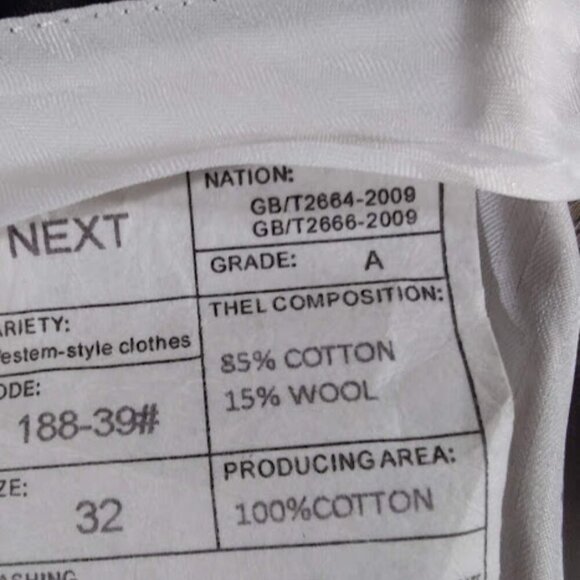 NATION:
GB/T2664-2009
GB/T2666-2009
NEXT
GRADE: A
ARIETY:
estem-style clothes
THEL COMPOSITION:
85% COTTON
15% WOOL
ODE:
188-39#
ZE:
32
PRODUCING AREA:
100%COTTON